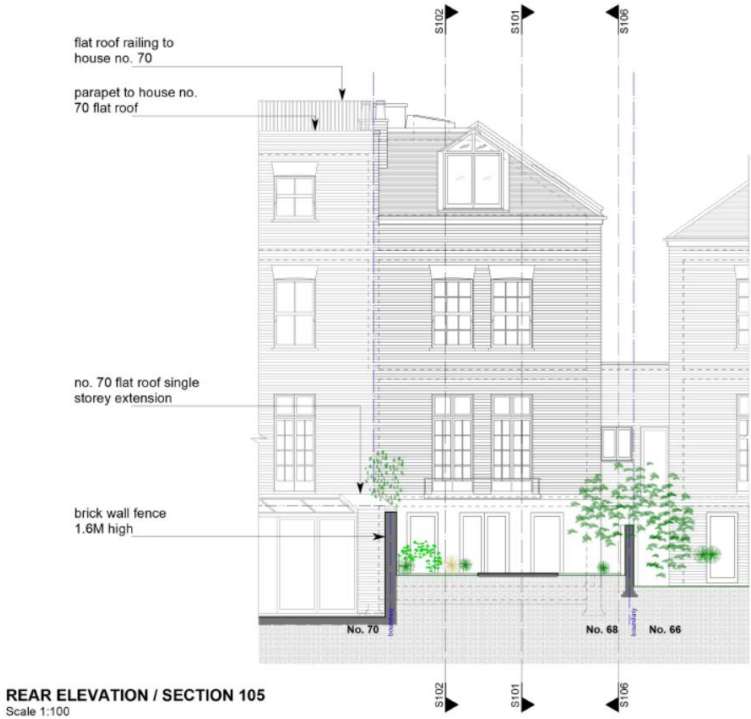 S102
S101
S106
flat roof railing to
house no. 70
parapet to house no.
70 flat roof
no. 70 flat roof single
storey extension
brick wall fence
1.6M high
No. 70
boundary
No. 68
boundary
No. 66
S102
S101
S106
REAR ELEVATION / SECTION 105
Scale 1:100